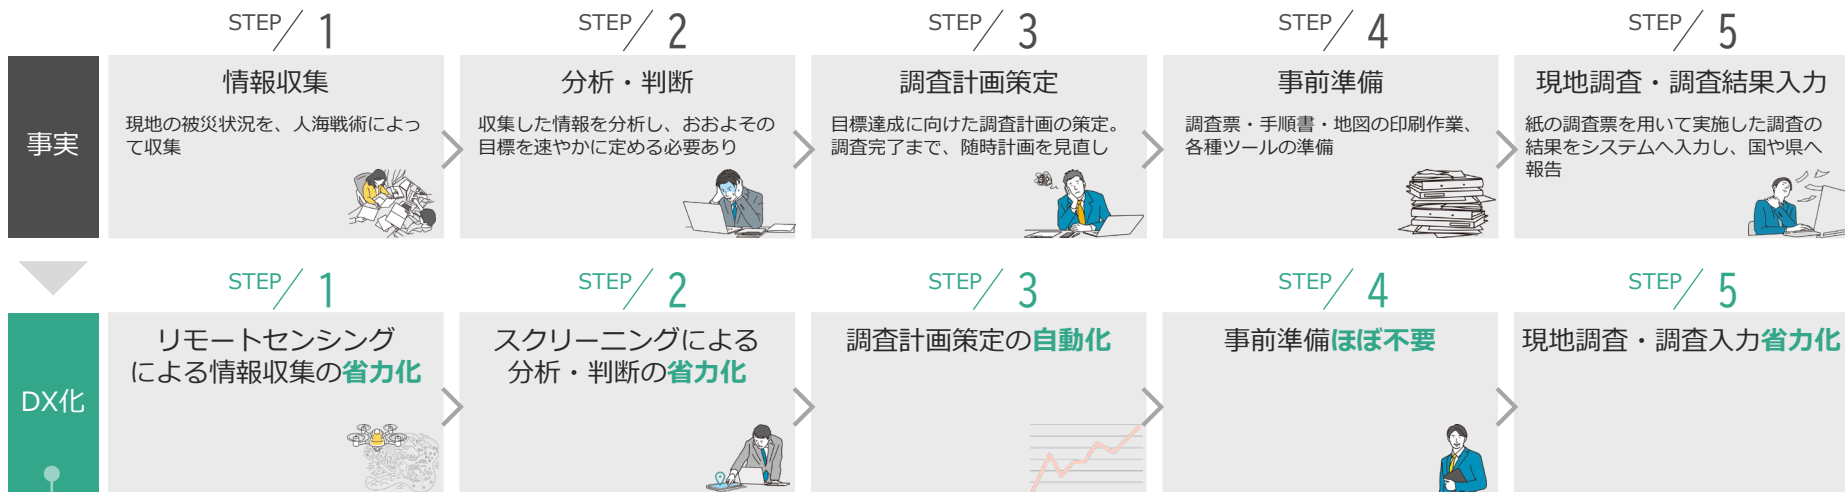 STEP/1
STEP/2
STEP/3
STEP/4
STEP/5
事実
情報収集
現地の被災状況を、人海戦術によっ
て収集
分析・判断
収集した情報を分析し、おおよその
目標を速やかに定める必要あり
調査計画策定
目標達成に向けた調査計画の策定。
調査完了まで、随時計画を見直し
事前準備
調査票・手順書・地図の印刷作業、
各種ツールの準備
現地調査・調査結果入力
紙の調査票を用いて実施した調査の
結果をシステムへ入力し、国や県へ
報告
STEP/1
STEP/2
STEP/3
STEP/4
STEP/5
DX化
リモートセンシング
による情報収集の省力化
スクリーニングによる
分析・判断の省力化
調査計画策定の自動化
事前準備ほぼ不要
現地調査・調査入力省力化